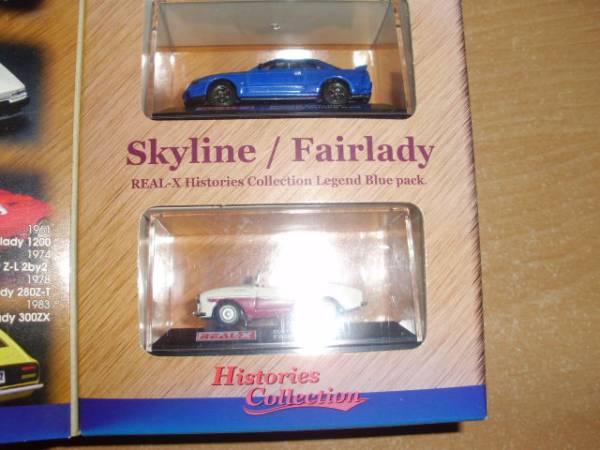 Skyline / Fairlady
REAL-X Histories Collection Legend Blue pack.
1961
lady 1200
1974
Z-L 2by2
1978
dy 280Z-T
1983
ady 300ZX
REAL-X
Histories
Collection